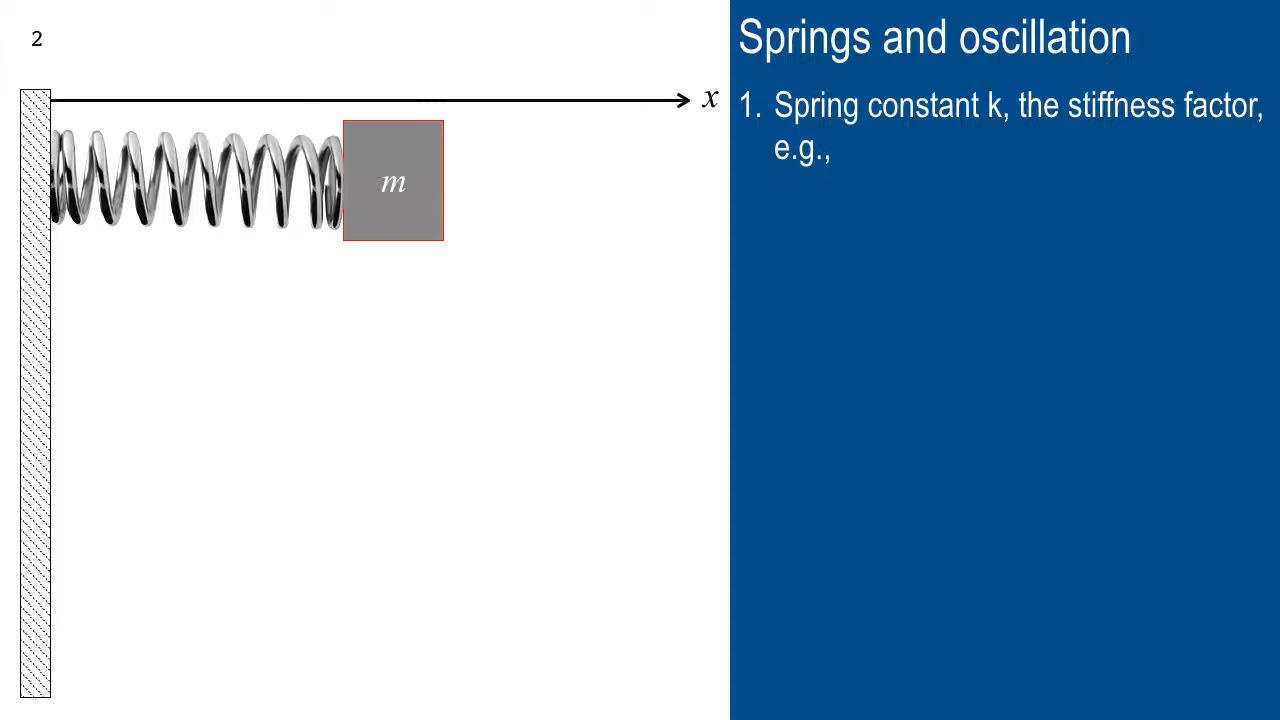 2
x
m
Springs and oscillation
1. Spring constant k, the stiffness factor,
e.g.,